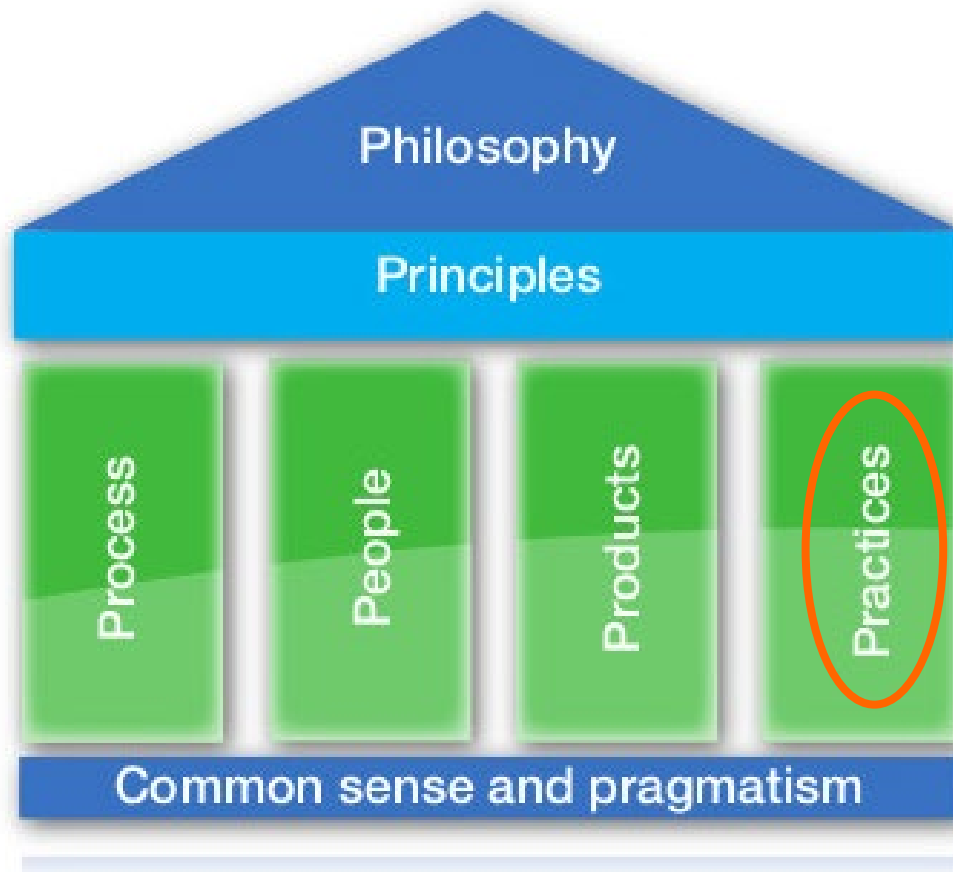 Philosophy
Principles
Process
People
Products
Practices
Common sense and pragmatism